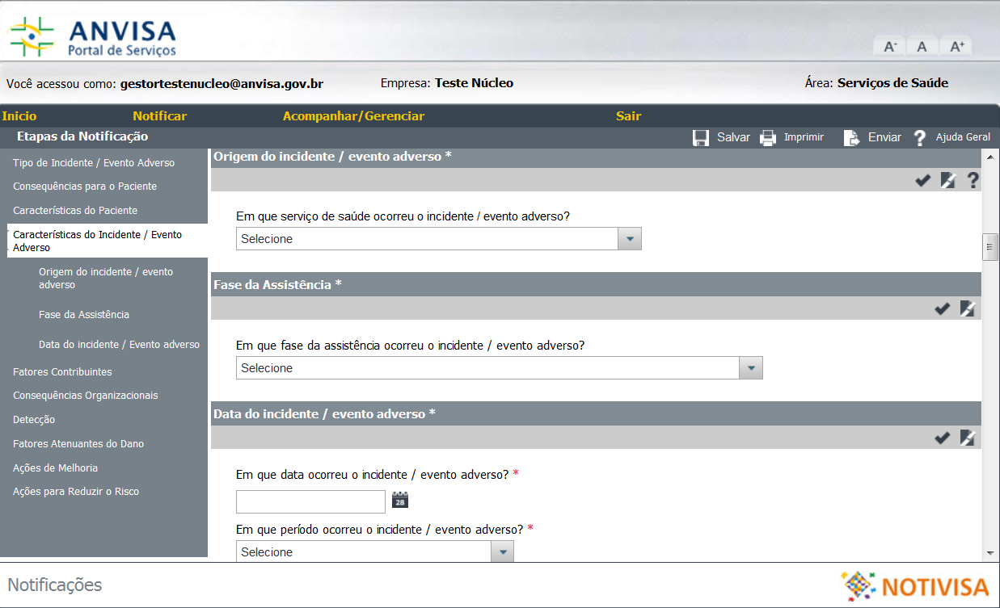 ANVISA
Portal de Serviços
A- A A+
Você acessou como: gestortestenucleo@anvisa.gov.br Empresa: Teste Núcleo Área: Serviços de Saúde
Inicio Notificar Acompanhar/Gerenciar Sair
Etapas da Notificação Salvar Imprimir Enviar ? Ajuda Geral
Tipo de Incidente / Evento Adverso
Consequências para o Paciente
Características do Paciente
Características do Incidente / Evento
Adverso
Origem do incidente / evento
adverso
Fase da Assistência
Data do incidente / Evento adverso
Fatores Contribuintes
Consequências Organizacionais
Detecção
Fatores Atenuantes do Dano
Ações de Melhoria
Ações para Reduzir o Risco
Origem do incidente / evento adverso *
?
Em que serviço de saúde ocorreu o incidente / evento adverso?
Selecione
Fase da Assistência *
Em que fase da assistência ocorreu o incidente / evento adverso?
Selecione
Data do incidente / evento adverso *
Em que data ocorreu o incidente / evento adverso? *
28
Em que período ocorreu o incidente / evento adverso? *
Selecione
Notificações
NOTIVISA